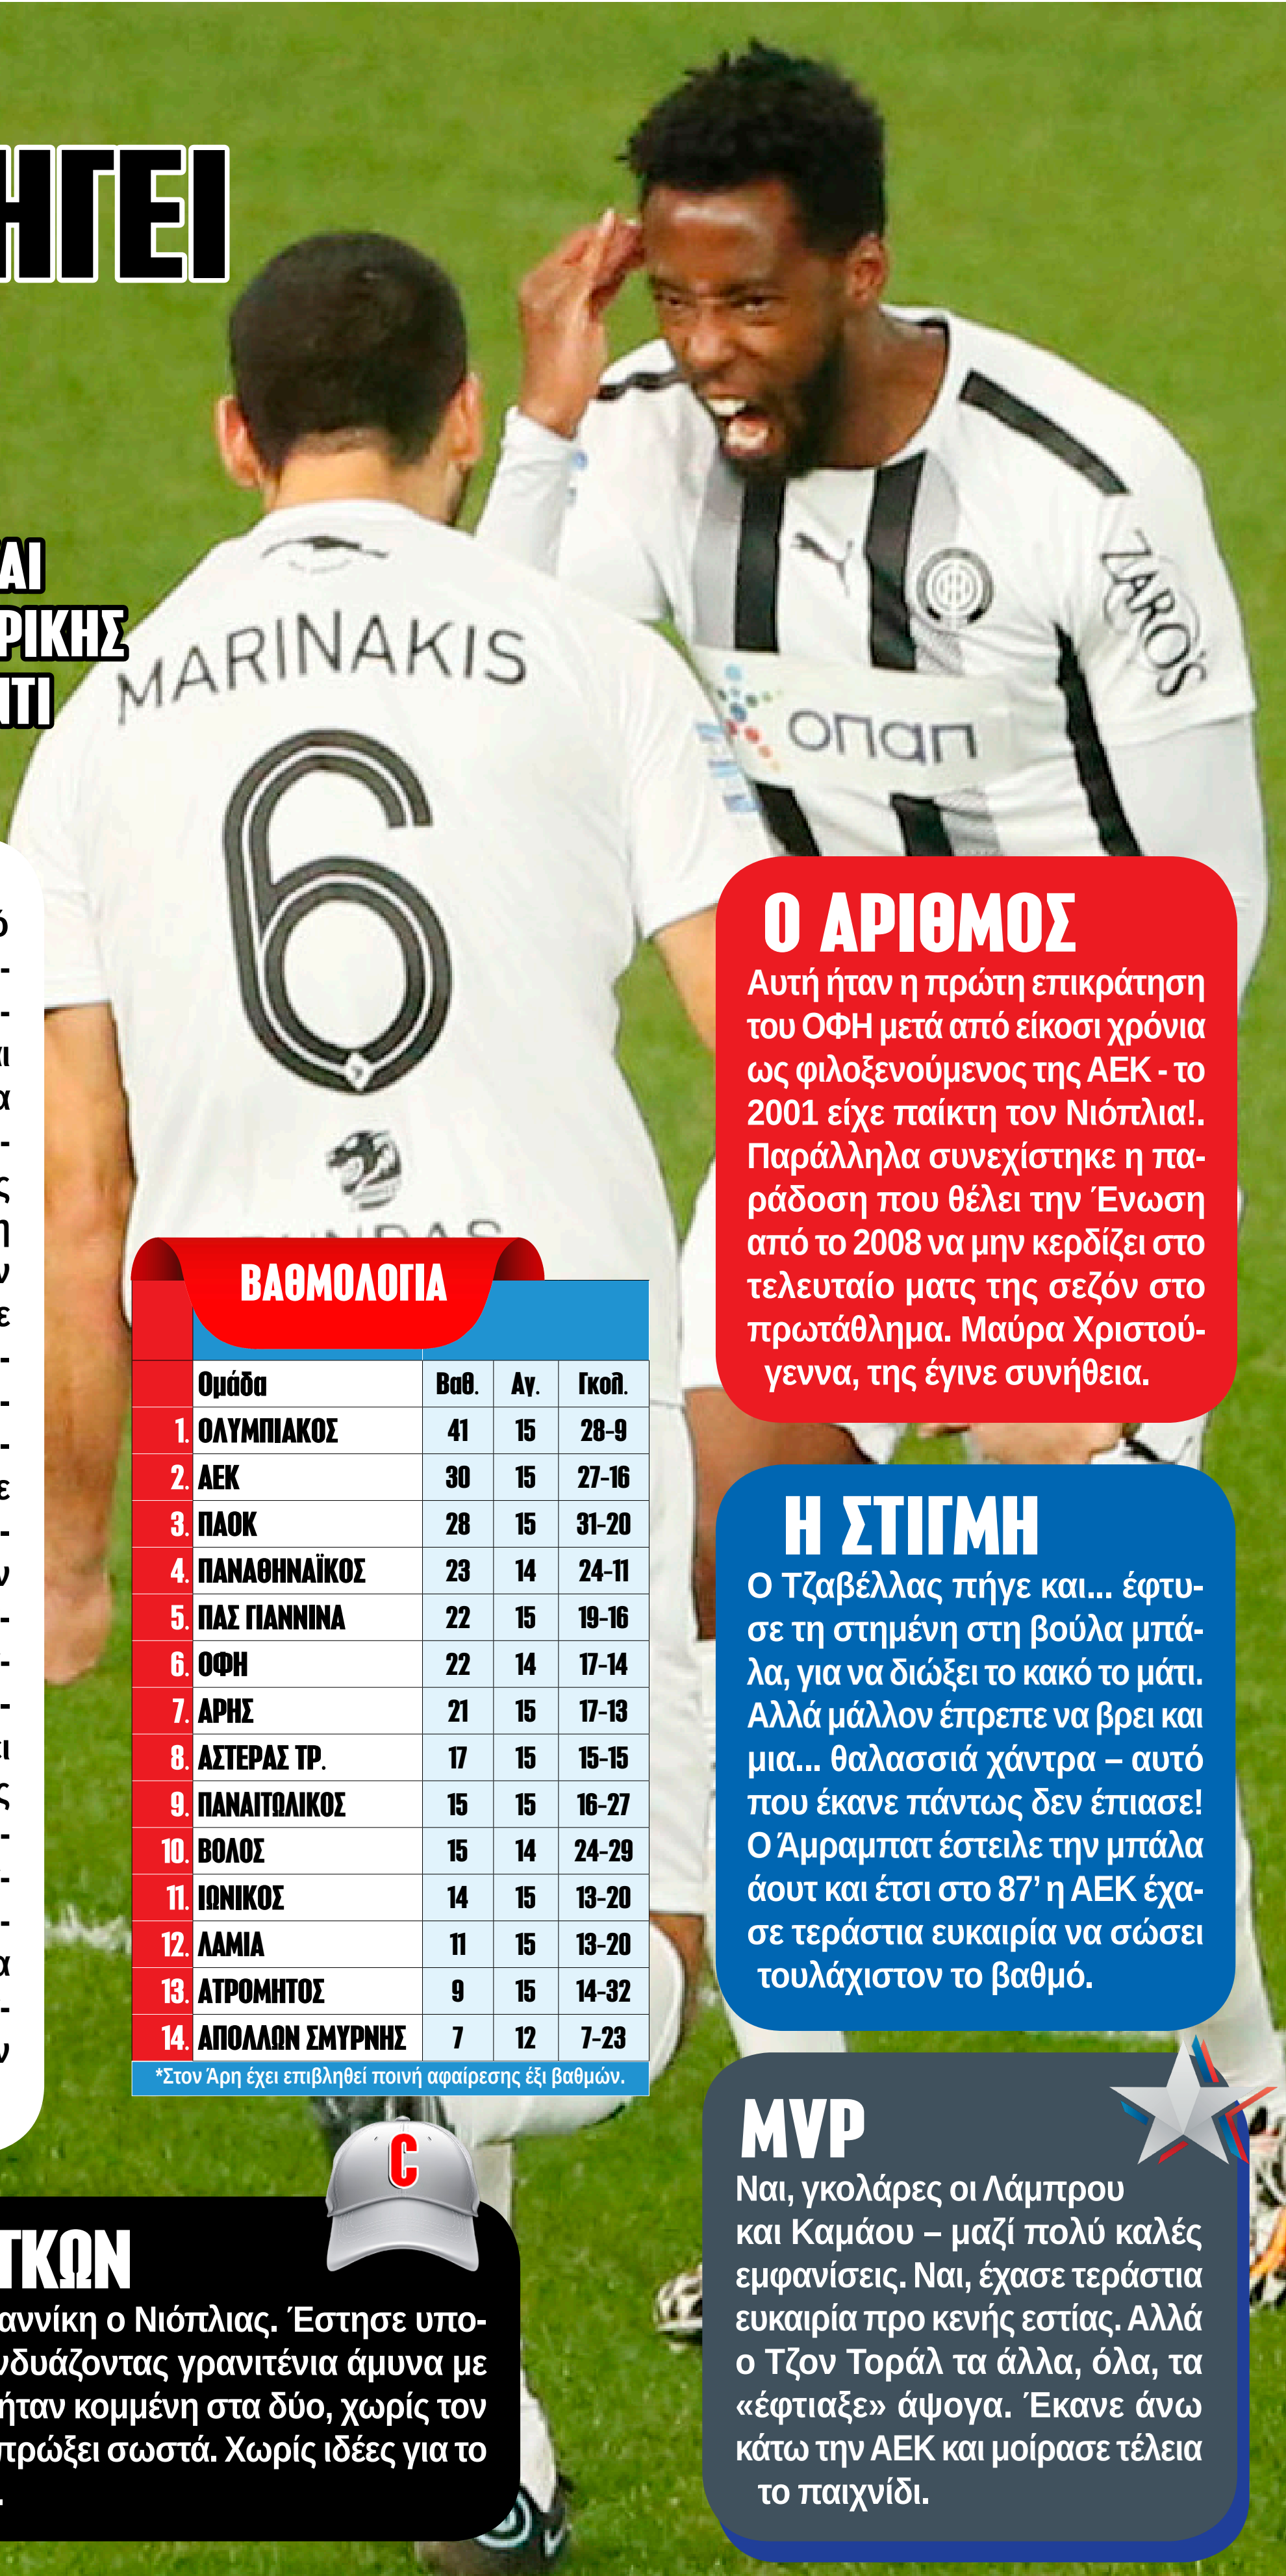 ΗΓΕΙ
ΑΙ
ΡΙΚΗΣ
ΝΤΙ
MARINAKIS
6
ZARO'S
οπαπ
Ο ΑΡΙΘΜΟΣ
Αυτή ήταν η πρώτη επικράτηση
του ΟΦΗ μετά από είκοσι χρόνια
ως φιλοξενούμενος της ΑΕΚ - το
2001 είχε παίκτη τον Νιόπλια!.
Παράλληλα συνεχίστηκε η πα-
ράδοση που θέλει την Ένωση
από το 2008 να μην κερδίζει στο
τελευταίο ματς της σεζόν στο
πρωτάθλημα. Μαύρα Χριστού-
γεννα, της έγινε συνήθεια.
ΒΑΘΜΟΛΟΓΙΑ
Ομάδα Βαθ. Αγ. Γκολ.
1. ΟΛΥΜΠΙΑΚΟΣ 41 15 28-9
2. ΑΕΚ 30 15 27-16
3. ΠΑΟΚ 28 15 31-20
4. ΠΑΝΑΘΗΝΑΪΚΟΣ 23 14 24-11
5. ΠΑΣ ΓΙΑΝΝΙΝΑ 22 15 19-16
6. ΟΦΗ 22 14 17-14
7. ΑΡΗΣ 21 15 17-13
8. ΑΣΤΕΡΑΣ ΤΡ. 17 15 15-15
9. ΠΑΝΑΙΤΩΛΙΚΟΣ 15 15 16-27
10. ΒΟΛΟΣ 15 14 24-29
11. ΙΩΝΙΚΟΣ 14 15 13-20
12. ΛΑΜΙΑ 11 15 13-20
13. ΑΤΡΟΜΗΤΟΣ 9 15 14-32
14. ΑΠΟΛΛΩΝ ΣΜΥΡΝΗΣ 7 12 7-23
*Στον Άρη έχει επιβληθεί ποινή αφαίρεσης έξι βαθμών.
Η ΣΤΙΓΜΗ
Ο Τζαβέλλας πήγε και... έφτυ-
σε τη στημένη στη βούλα μπά-
λα, για να διώξει το κακό το μάτι.
Αλλά μάλλον έπρεπε να βρει και
μια... θαλασσιά χάντρα – αυτό
που έκανε πάντως δεν έπιασε!
Ο Άμραμπατ έστειλε την μπάλα
άουτ και έτσι στο 87’ η ΑΕΚ έχα-
σε τεράστια ευκαιρία να σώσει
τουλάχιστον το βαθμό.
C
ΓΚΩΝ
αννίκη ο Νιόπλιας. Έστησε υπο-
νδυάζοντας γρανιτένια άμυνα με
ήταν κομμένη στα δύο, χωρίς τον
πρώξει σωστά. Χωρίς ιδέες για το
MVP
Ναι, γκολάρες οι Λάμπρου
και Καμάου – μαζί πολύ καλές
εμφανίσεις. Ναι, έχασε τεράστια
ευκαιρία προ κενής εστίας. Αλλά
ο Τζον Τοράλ τα άλλα, όλα, τα
«έφτιαξε» άψογα. Έκανε άνω
κάτω την ΑΕΚ και μοίρασε τέλεια
το παιχνίδι.